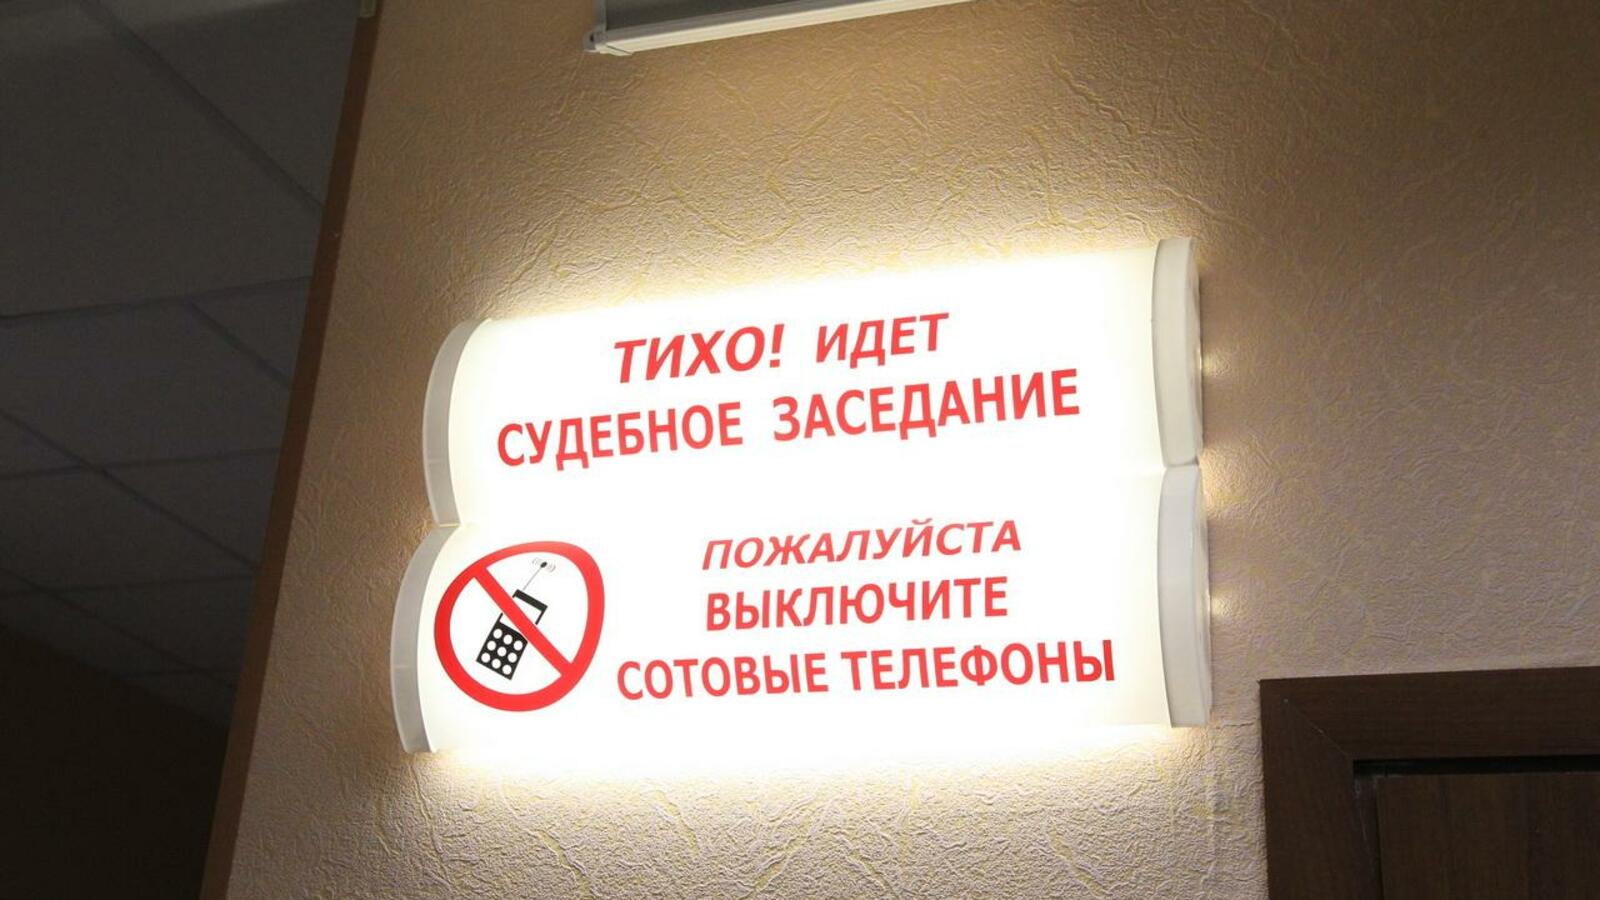 ТИХО! ИДЕТ
СУДЕБНОЕ ЗАСЕДАНИЕ
ПОЖАЛУЙСТА
ВЫКЛЮЧИТЕ
СОТОВЫЕ ТЕЛЕФОНЫ